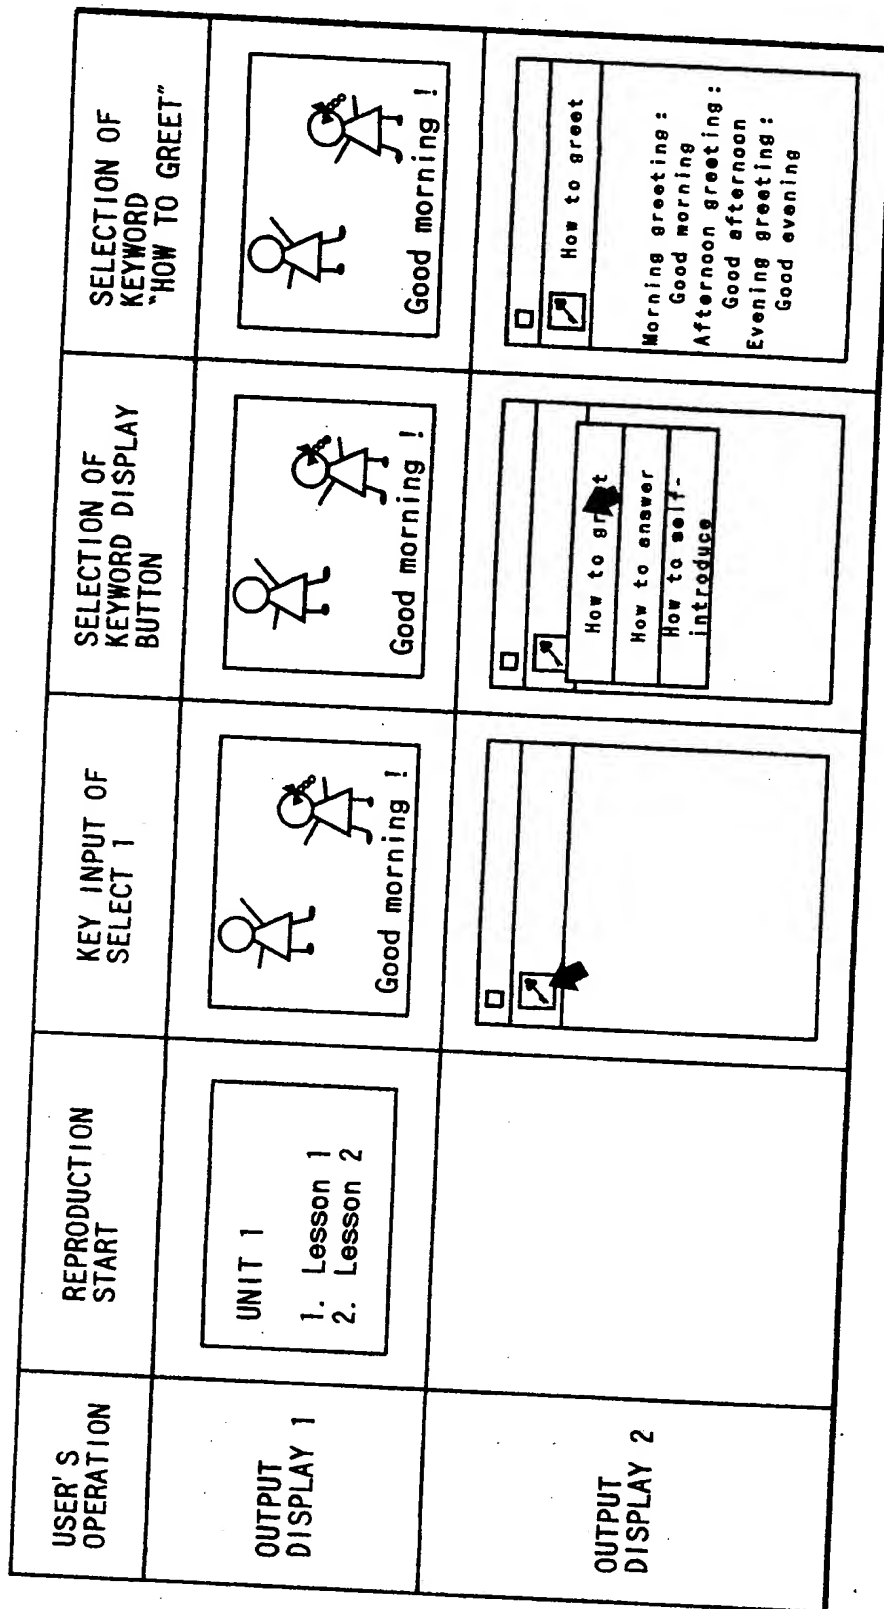 USER'S
OPERATION
REPRODUCTION
START
KEY INPUT OF
SELECT 1
SELECTION OF
KEYWORD DISPLAY
BUTTON
SELECTION OF
KEYWORD
"HOW TO GREET"
OUTPUT
DISPLAY 1
UNIT 1
1. Lesson 1
2. Lesson 2
Good morning !
Good morning !
Good morning !
OUTPUT
DISPLAY 2
How to greet
How to answer
How to self-
introduce
How to greet
Morning greeting:
Good morning
Afternoon greeting:
Good afternoon
Evening greeting:
Good evening